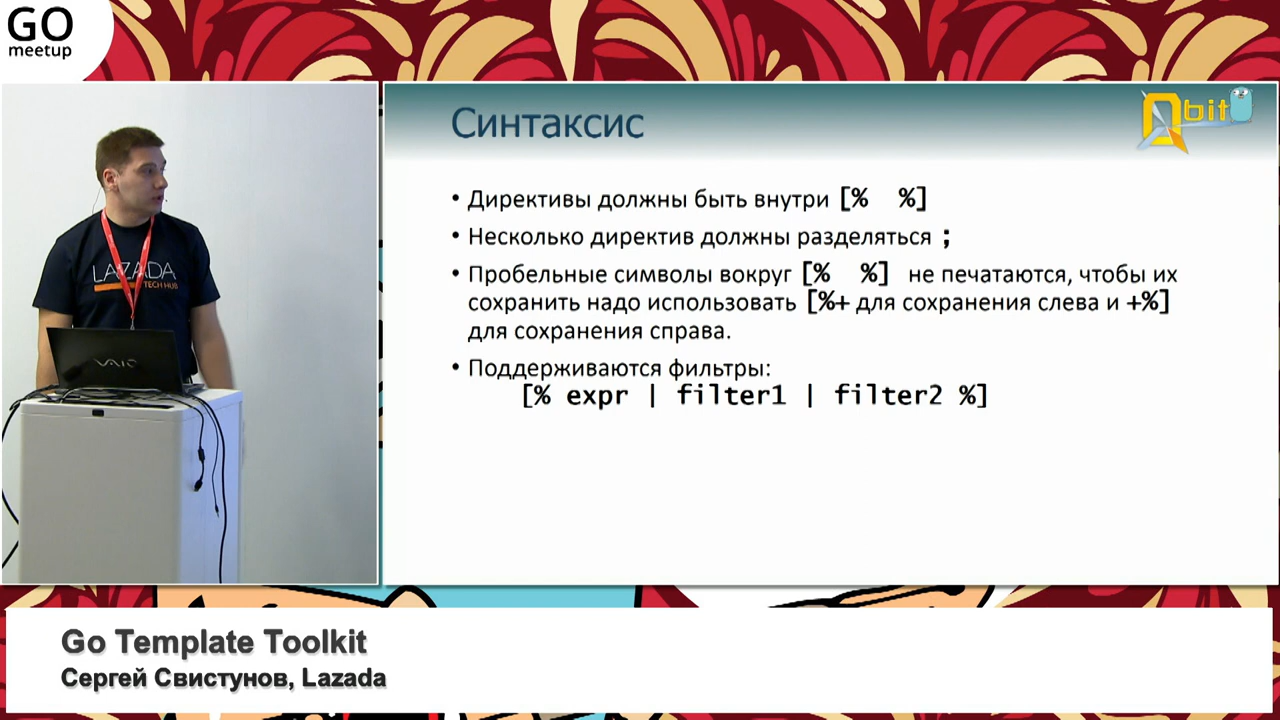 GO
meetup
LAZADA
TECH HUB
VAIO
Синтаксис
Qbit
• Директивы должны быть внутри [% %]
• Несколько директив должны разделяться ;
• Пробельные символы вокруг [% %] не печатаются, чтобы их
сохранить надо использовать [%+ для сохранения слева и +%]
для сохранения справа.
• Поддерживаются фильтры:
[% expr | filter1 | filter2 %]
Go Template Toolkit
Сергей Свистунов, Lazada